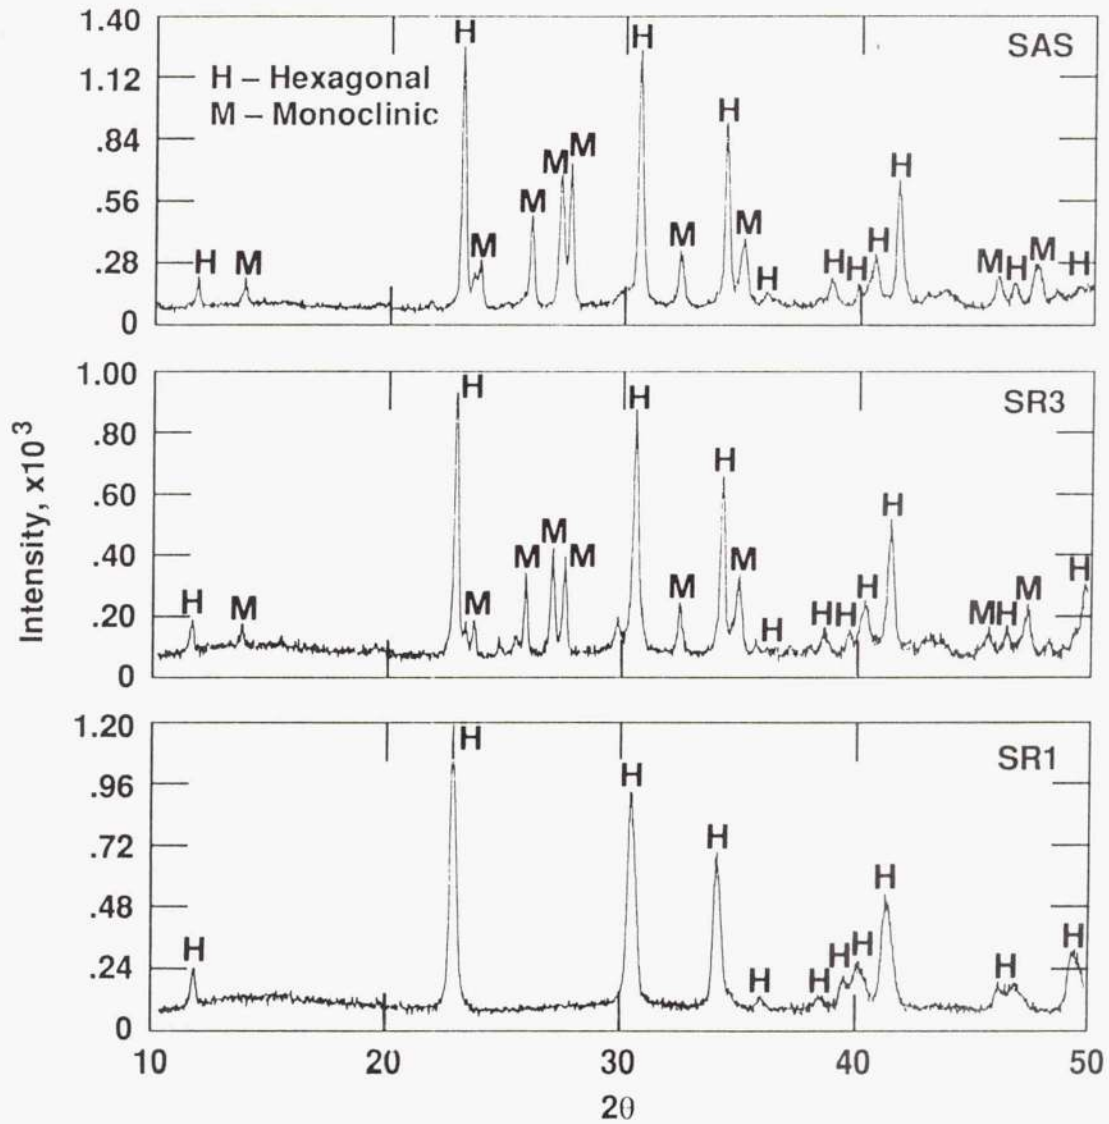 1.40
1.12
.84
.56
.28
0
H – Hexagonal
M – Monoclinic
SAS
H M H M M M M H M H M H H H H H M H M H
Intensity, x10³
1.00
.80
.60
.40
.20
0
SR3
H M H M M M M H M H M H H H H H M H M H
1.20
.96
.72
.48
.24
0
SR1
H H H H H H H H H H H
10 20 30 40 50
2θ